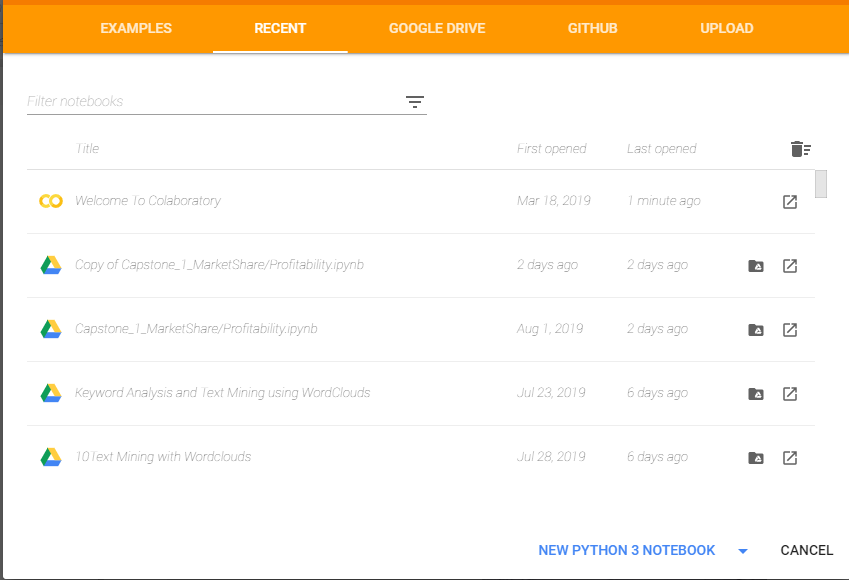 EXAMPLES RECENT GOOGLE DRIVE GITHUB UPLOAD
Filter notebooks
Title First opened Last opened
Welcome To Colaboratory Mar 18, 2019 1 minute ago
Copy of Capstone_1_MarketShare/Profitability.ipynb 2 days ago 2 days ago
Capstone_1_MarketShare/Profitability.ipynb Aug 1, 2019 2 days ago
Keyword Analysis and Text Mining using WordClouds Jul 23, 2019 6 days ago
10Text Mining with Wordclouds Jul 28, 2019 6 days ago
NEW PYTHON 3 NOTEBOOK CANCEL